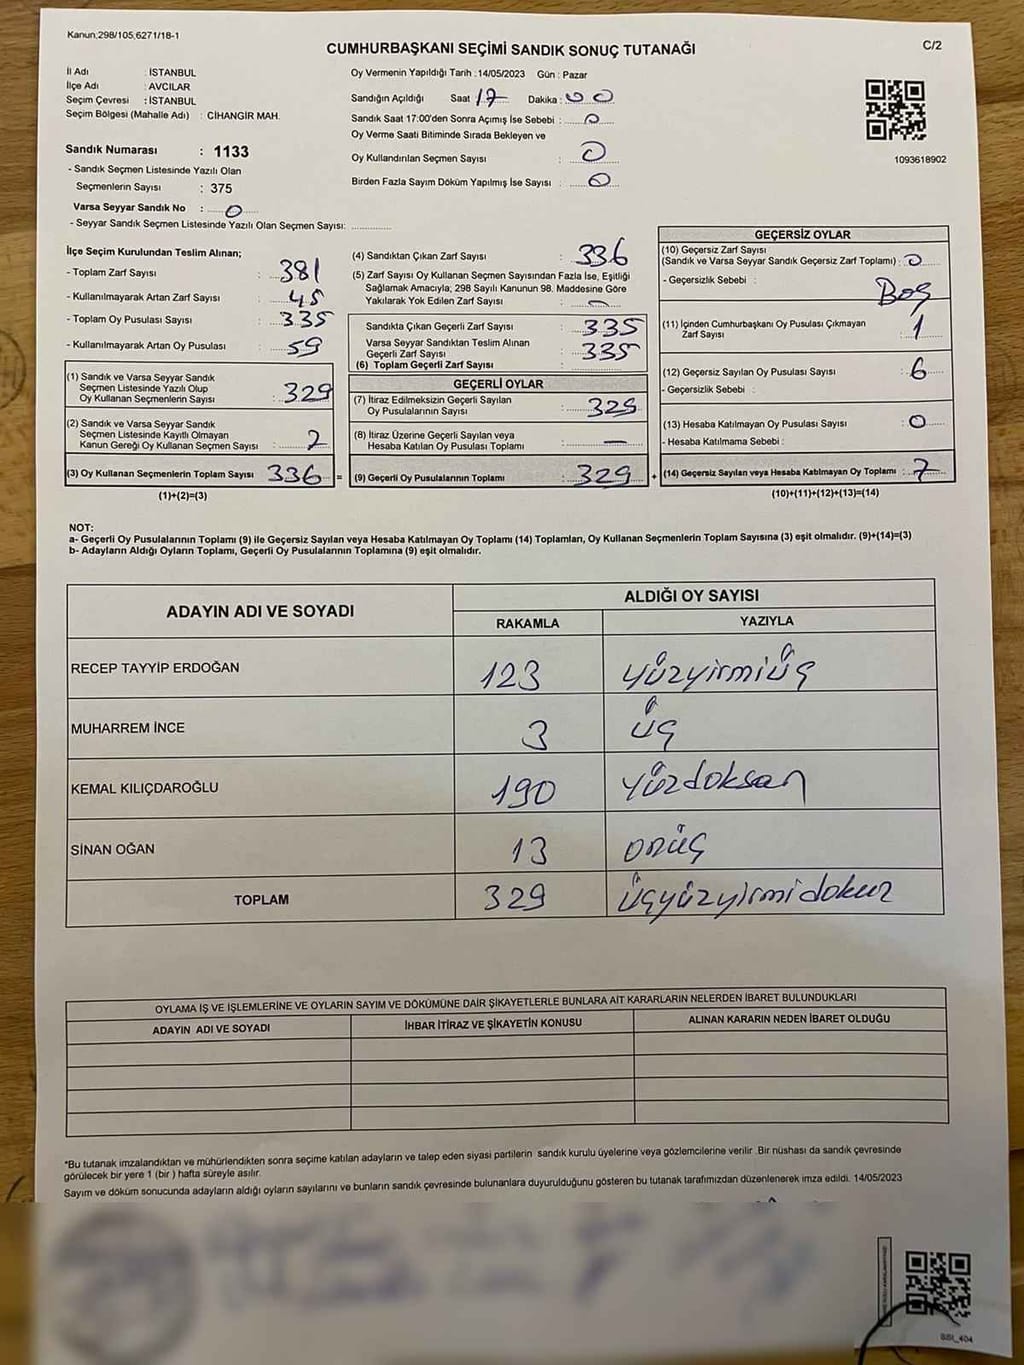 Kanun;298/105,6271/18-1
C/2
CUMHURBAŞKANI SEÇİMİ SANDIK SONUÇ TUTANAĞI
İl Adı : İSTANBUL
İlçe Adı : AVCILAR
Seçim Çevresi : İSTANBUL
Seçim Bölgesi (Mahalle Adı) : CİHANGİR MAH.
Sandık Numarası : 1133
- Sandık Seçmen Listesinde Yazılı Olan
Seçmenlerin Sayısı : 375
Varsa Seyyar Sandık No : 0
- Seyyar Sandık Seçmen Listesinde Yazılı Olan Seçmen Sayısı:
Oy Vermenin Yapıldığı Tarih : 14/05/2023 Gün : Pazar
Sandığın Açıldığı Saat 17 Dakika : 00
Sandık Saat 17:00'den Sonra Açımış İse Sebebi : 0
Oy Verme Saati Bitiminde Sırada Bekleyen ve
Oy Kullandırılan Seçmen Sayısı : 0
Birden Fazla Sayım Döküm Yapılmış İse Sayısı : 0
1093618902
İlçe Seçim Kurulundan Teslim Alınan;
- Toplam Zarf Sayısı : 381
- Kullanılmayarak Artan Zarf Sayısı : 45
- Toplam Oy Pusulası Sayısı : 335
- Kullanılmayarak Artan Oy Pusulası : 59
(1) Sandık ve Varsa Seyyar Sandık
Seçmen Listesinde Yazılı Olup
Oy Kullanan Seçmenlerin Sayısı : 329
(2) Sandık ve Varsa Seyyar Sandık
Seçmen Listesinde Kayıtlı Olmayan
Kanun Gereği Oy Kullanan Seçmen Sayısı : 7
(3) Oy Kullanan Seçmenlerin Toplam Sayısı 336 =
(1)+(2)=(3)
(4) Sandıktan Çıkan Zarf Sayısı : 336
(5) Zarf Sayısı Oy Kullanan Seçmen Sayısından Fazla İse, Eşitliği
Sağlamak Amacıyla; 298 Sayılı Kanunun 98. Maddesine Göre
Yakılarak Yok Edilen Zarf Sayısı : —
Sandıkta Çıkan Geçerli Zarf Sayısı : 335
Varsa Seyyar Sandıktan Teslim Alınan
Geçerli Zarf Sayısı : 335
(6) Toplam Geçerli Zarf Sayısı :
GEÇERLİ OYLAR
(7) İtiraz Edilmeksizin Geçerli Sayılan
Oy Pusulalarının Sayısı : 329
(8) İtiraz Üzerine Geçerli Sayılan veya
Hesaba Katılan Oy Pusulası Toplamı : —
(9) Geçerli Oy Pusulalarının Toplamı : 329 +
GEÇERSİZ OYLAR
(10) Geçersiz Zarf Sayısı
(Sandık ve Varsa Seyyar Sandık Geçersiz Zarf Toplamı) : 0
- Geçersizlik Sebebi : Boş
(11) İçinden Cumhurbaşkanı Oy Pusulası Çıkmayan
Zarf Sayısı : 1
(12) Geçersiz Sayılan Oy Pusulası Sayısı : 6
- Geçersizlik Sebebi :
(13) Hesaba Katılmayan Oy Pusulası Sayısı : 0
- Hesaba Katılmama Sebebi :
(14) Geçersiz Sayılan veya Hesaba Katılmayan Oy Toplamı : 7
(10)+(11)+(12)+(13)=(14)
NOT:
a- Geçerli Oy Pusulalarının Toplamı (9) ile Geçersiz Sayılan veya Hesaba Katılmayan Oy Toplamı (14) Toplamları, Oy Kullanan Seçmenlerin Toplam Sayısına (3) eşit olmalıdır. (9)+(14)=(3)
b- Adayların Aldığı Oyların Toplamı, Geçerli Oy Pusulalarının Toplamına (9) eşit olmalıdır.
ADAYIN ADI VE SOYADI
ALDIĞI OY SAYISI
RAKAMLA YAZIYLA
RECEP TAYYİP ERDOĞAN 123 yüzyirmiüç
MUHARREM İNCE 3 üç
KEMAL KILIÇDAROĞLU 190 yüzdoksan
SİNAN OĞAN 13 onüç
TOPLAM 329 üçyüzyirmidokuz
OYLAMA İŞ VE İŞLEMLERİNE VE OYLARIN SAYIM VE DÖKÜMÜNE DAİR ŞİKAYETLERLE BUNLARA AİT KARARLARIN NELERDEN İBARET BULUNDUKLARI
ADAYIN ADI VE SOYADI İHBAR İTİRAZ VE ŞİKAYETİN KONUSU ALINAN KARARIN NEDEN İBARET OLDUĞU
*Bu tutanak imzalandıktan ve mühürlendikten sonra seçime katılan adayların ve talep eden siyasi partilerin sandık kurulu üyelerine veya gözlemcilerine verilir .Bir nüshası da sandık çevresinde
görülecek bir yere 1 (bir ) hafta süreyle asılır.
Sayım ve döküm sonucunda adayların aldığı oyların sayılarını ve bunların sandık çevresinde bulunanlara duyurulduğunu gösteren bu tutanak tarafımızdan düzenlenerek imza edildi. 14/05/2023
SSI_404